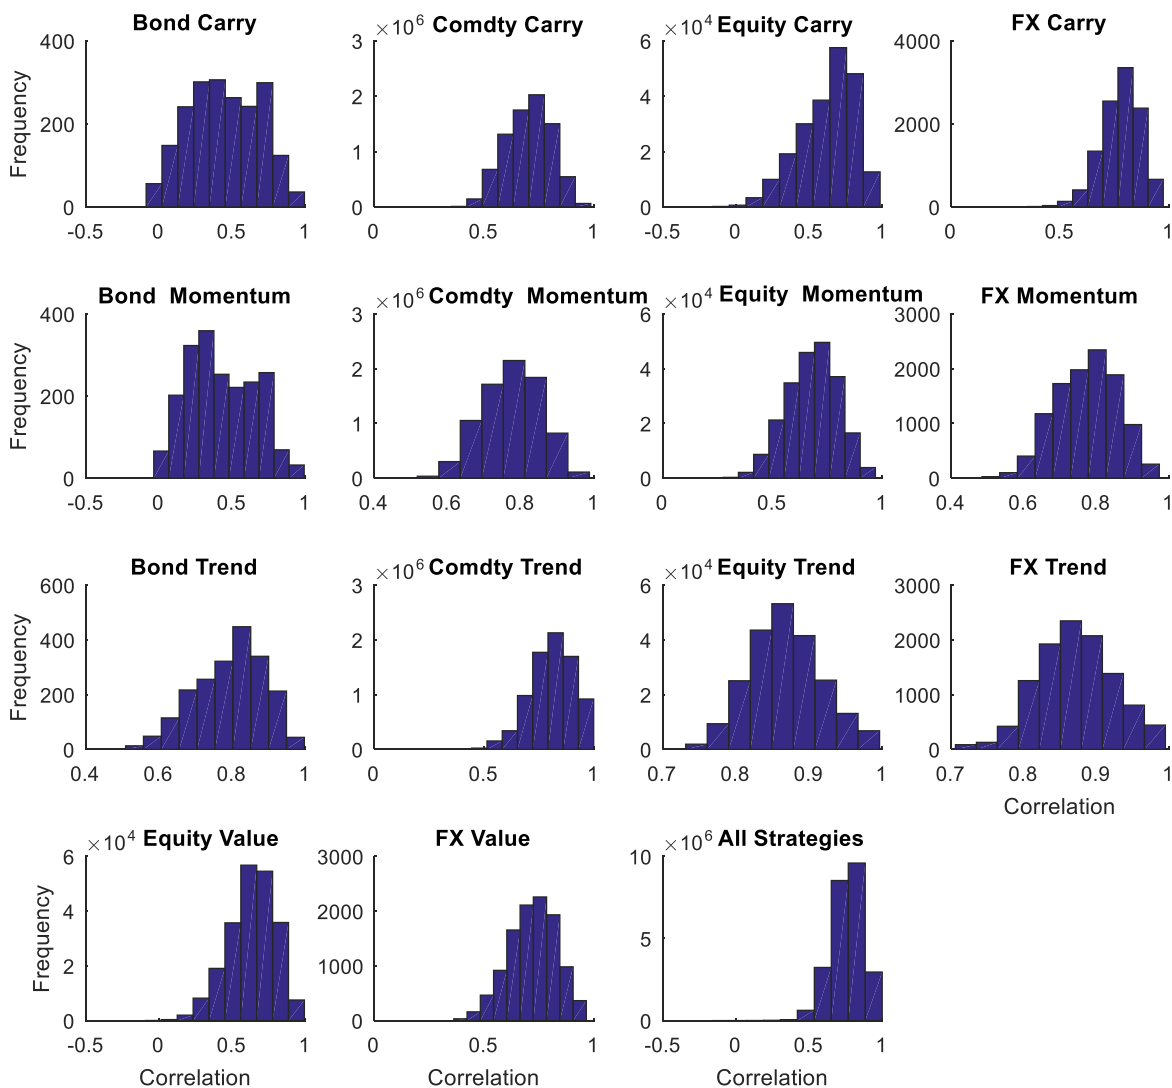 Bond Carry
×10^6 Comdty Carry
×10^4 Equity Carry
FX Carry
Frequency
400
200
0
-0.5 0 0.5 1
3
2
1
0
0 0.5 1
6
4
2
0
-0.5 0 0.5 1
4000
2000
0
0 0.5 1
Bond  Momentum
×10^6 Comdty  Momentum
×10^4 Equity  Momentum
FX Momentum
Frequency
400
200
0
-0.5 0 0.5 1
3
2
1
0
0.4 0.6 0.8 1
6
4
2
0
0 0.5 1
3000
2000
1000
0
0.4 0.6 0.8 1
Bond Trend
×10^6 Comdty Trend
×10^4 Equity Trend
FX Trend
Frequency
600
400
200
0
0.4 0.6 0.8 1
3
2
1
0
0 0.5 1
6
4
2
0
0.7 0.8 0.9 1
3000
2000
1000
0
0.7 0.8 0.9 1
Correlation
×10^4 Equity Value
FX Value
×10^6 All Strategies
Frequency
6
4
2
0
-0.5 0 0.5 1
Correlation
3000
2000
1000
0
0 0.5 1
Correlation
10
5
0
-0.5 0 0.5 1
Correlation